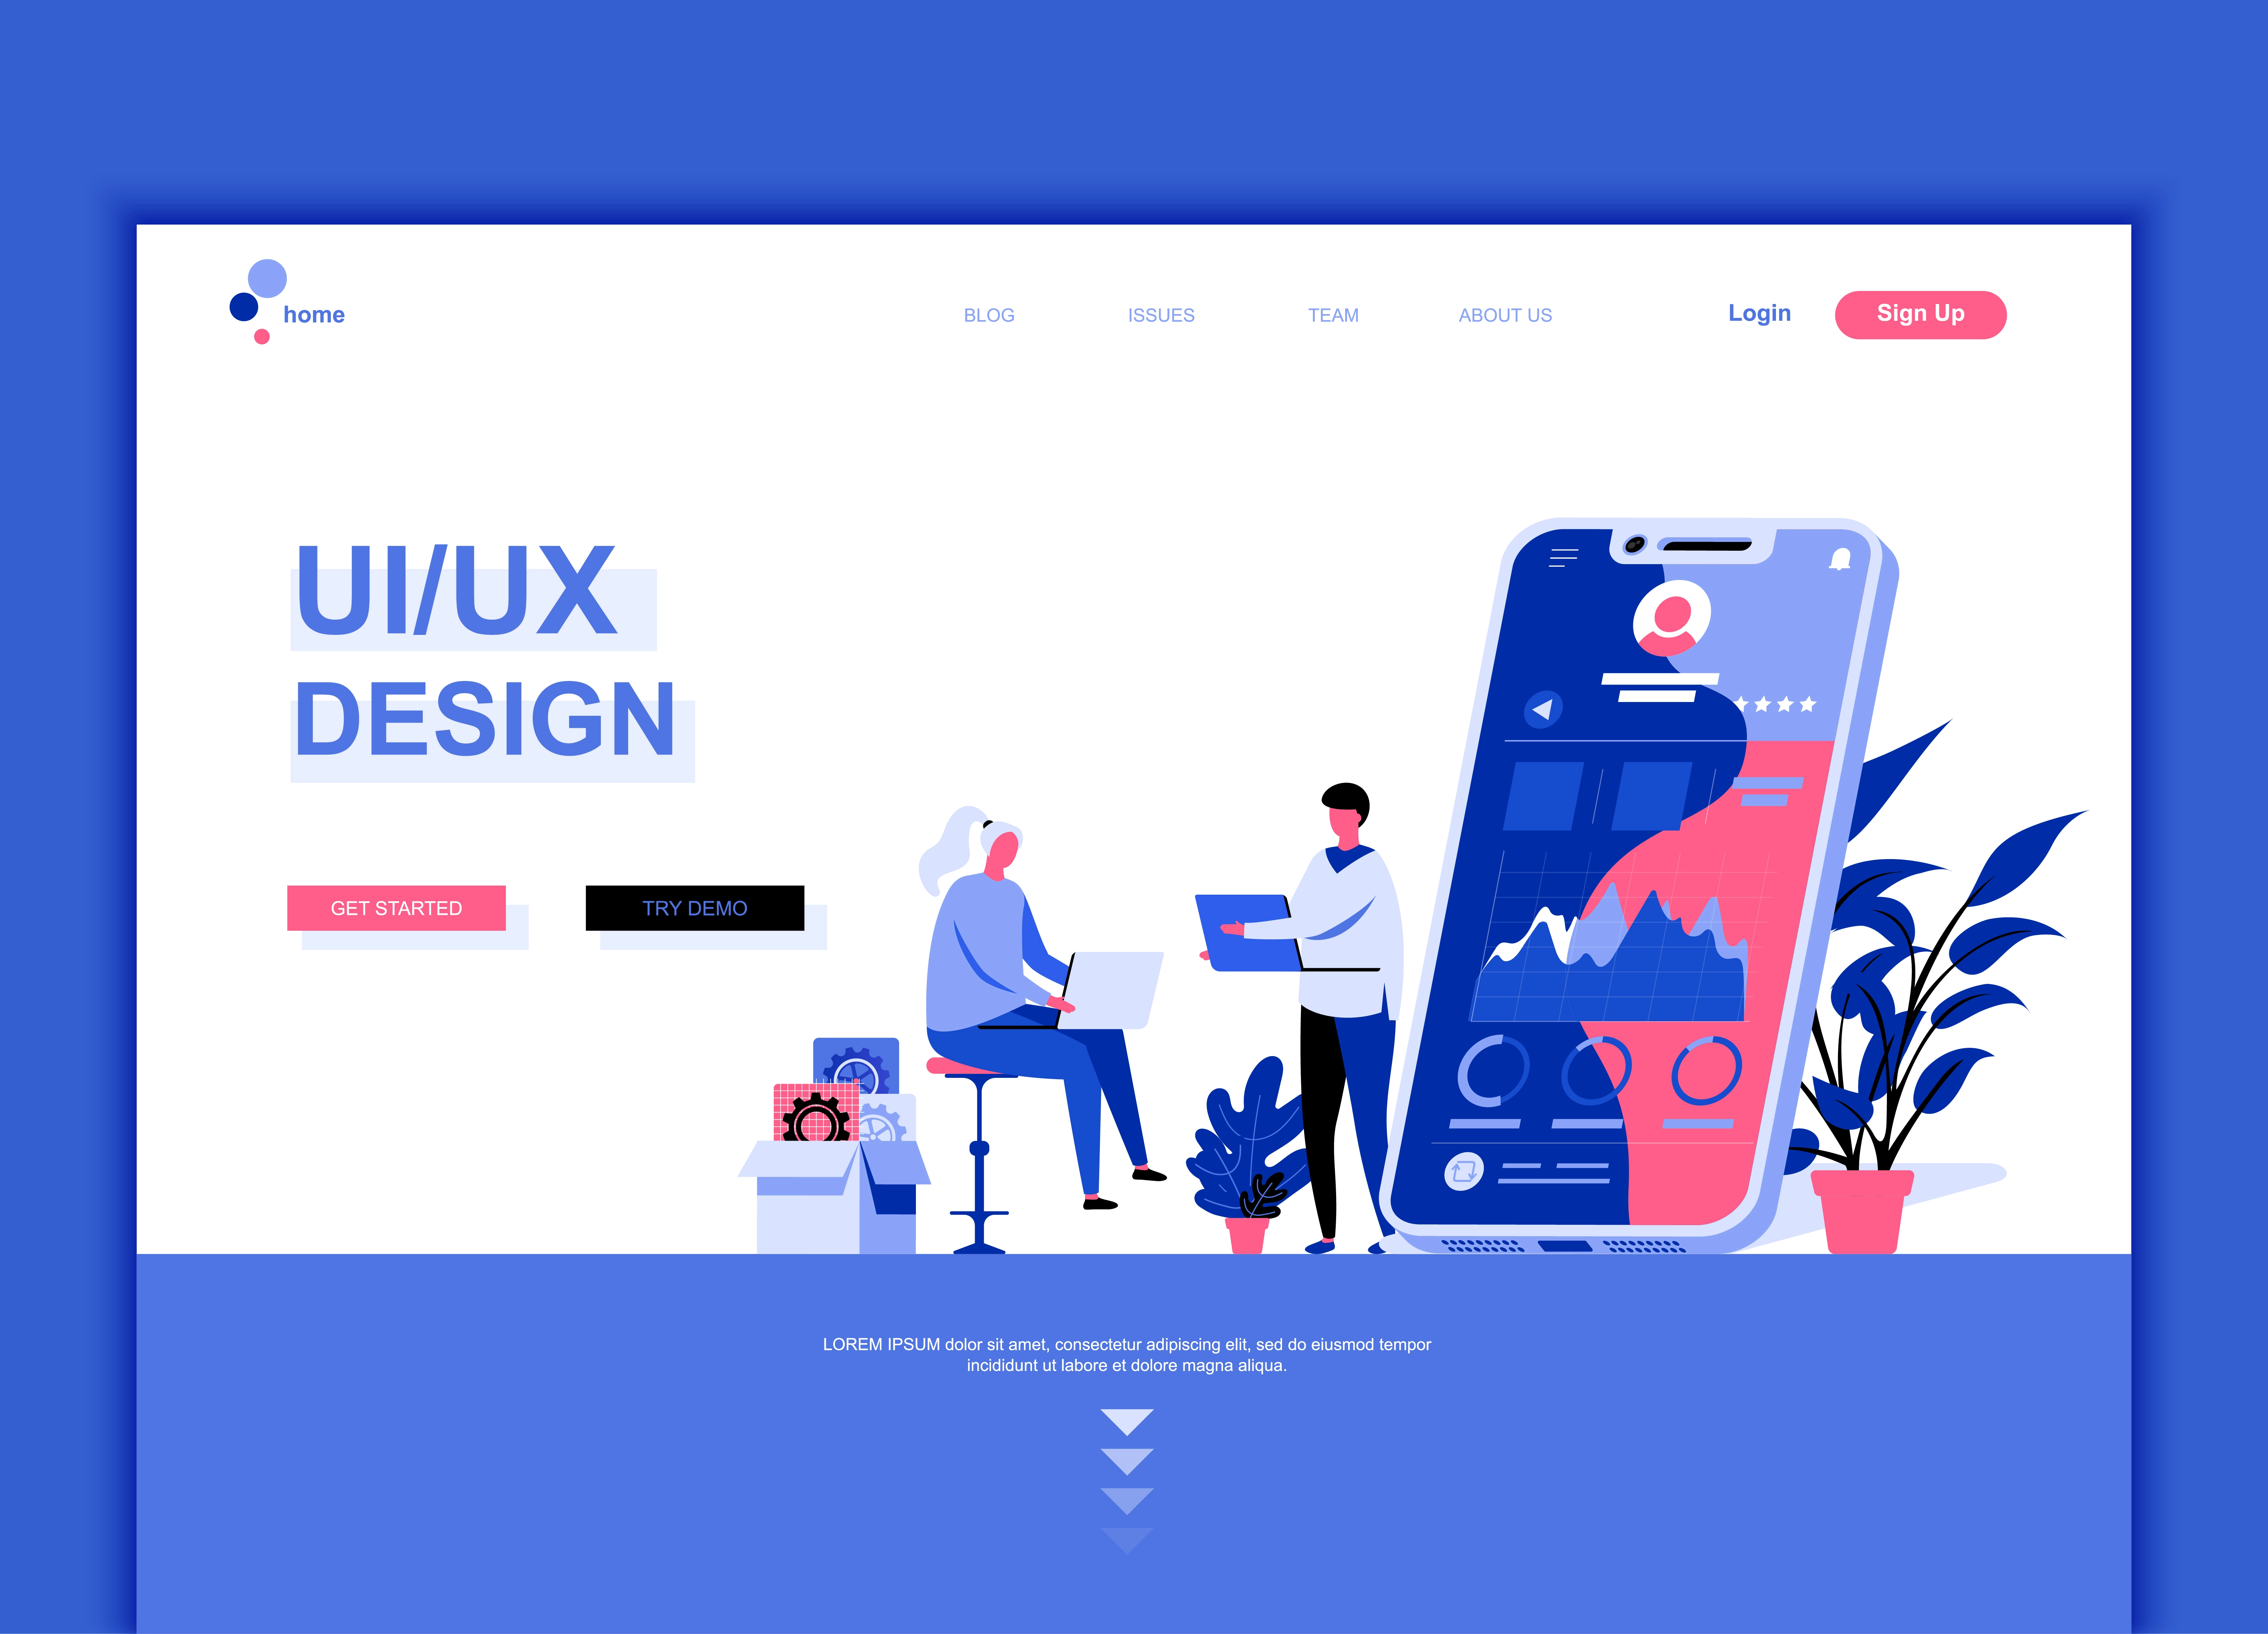 home
BLOG
ISSUES
TEAM
ABOUT US
Login
Sign Up
UI/UX
DESIGN
GET STARTED
TRY DEMO
LOREM IPSUM dolor sit amet, consectetur adipiscing elit, sed do eiusmod tempor
incididunt ut labore et dolore magna aliqua.